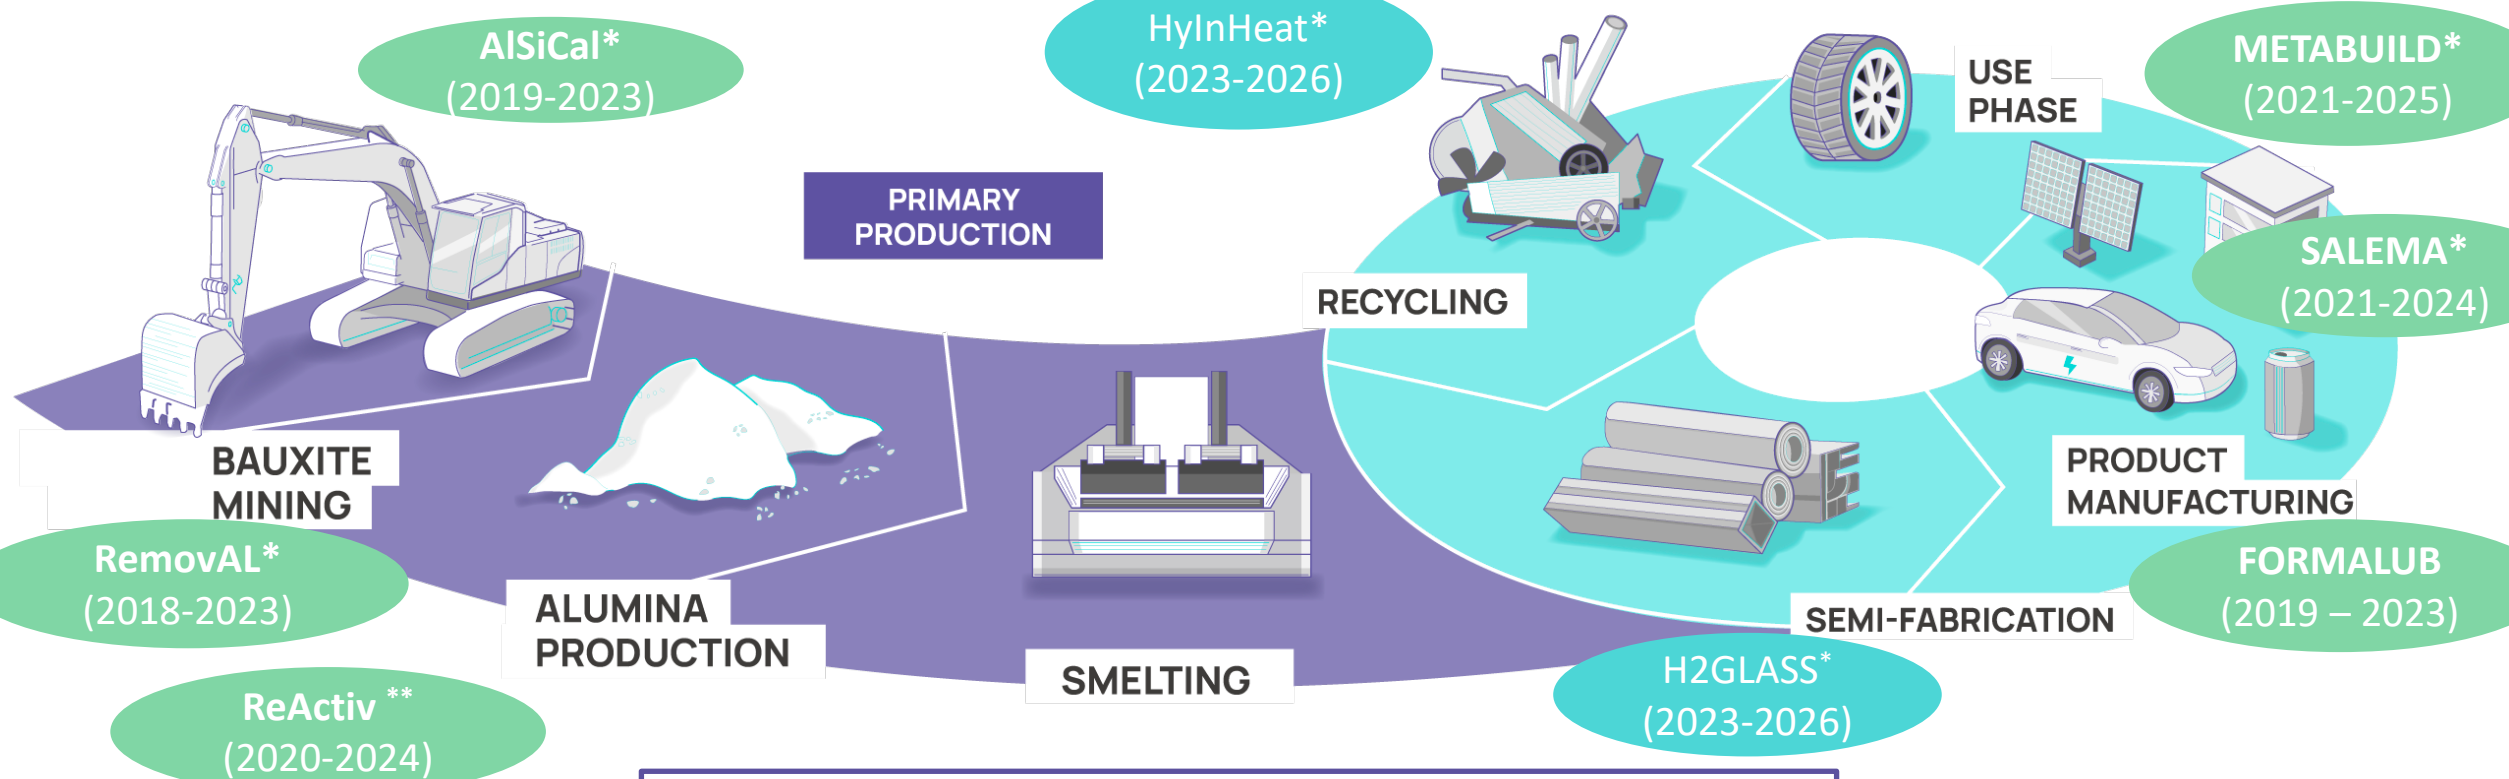 AlSiCal*
(2019-2023)
HyInHeat*
(2023-2026)
USE
PHASE
METABUILD*
(2021-2025)
PRIMARY
PRODUCTION
SALEMA*
(2021-2024)
RECYCLING
BAUXITE
MINING
PRODUCT
MANUFACTURING
RemovAL*
(2018-2023)
ALUMINA
PRODUCTION
FORMALUB
(2019 – 2023)
SEMI-FABRICATION
SMELTING
H2GLASS*
(2023-2026)
ReActiv **
(2020-2024)